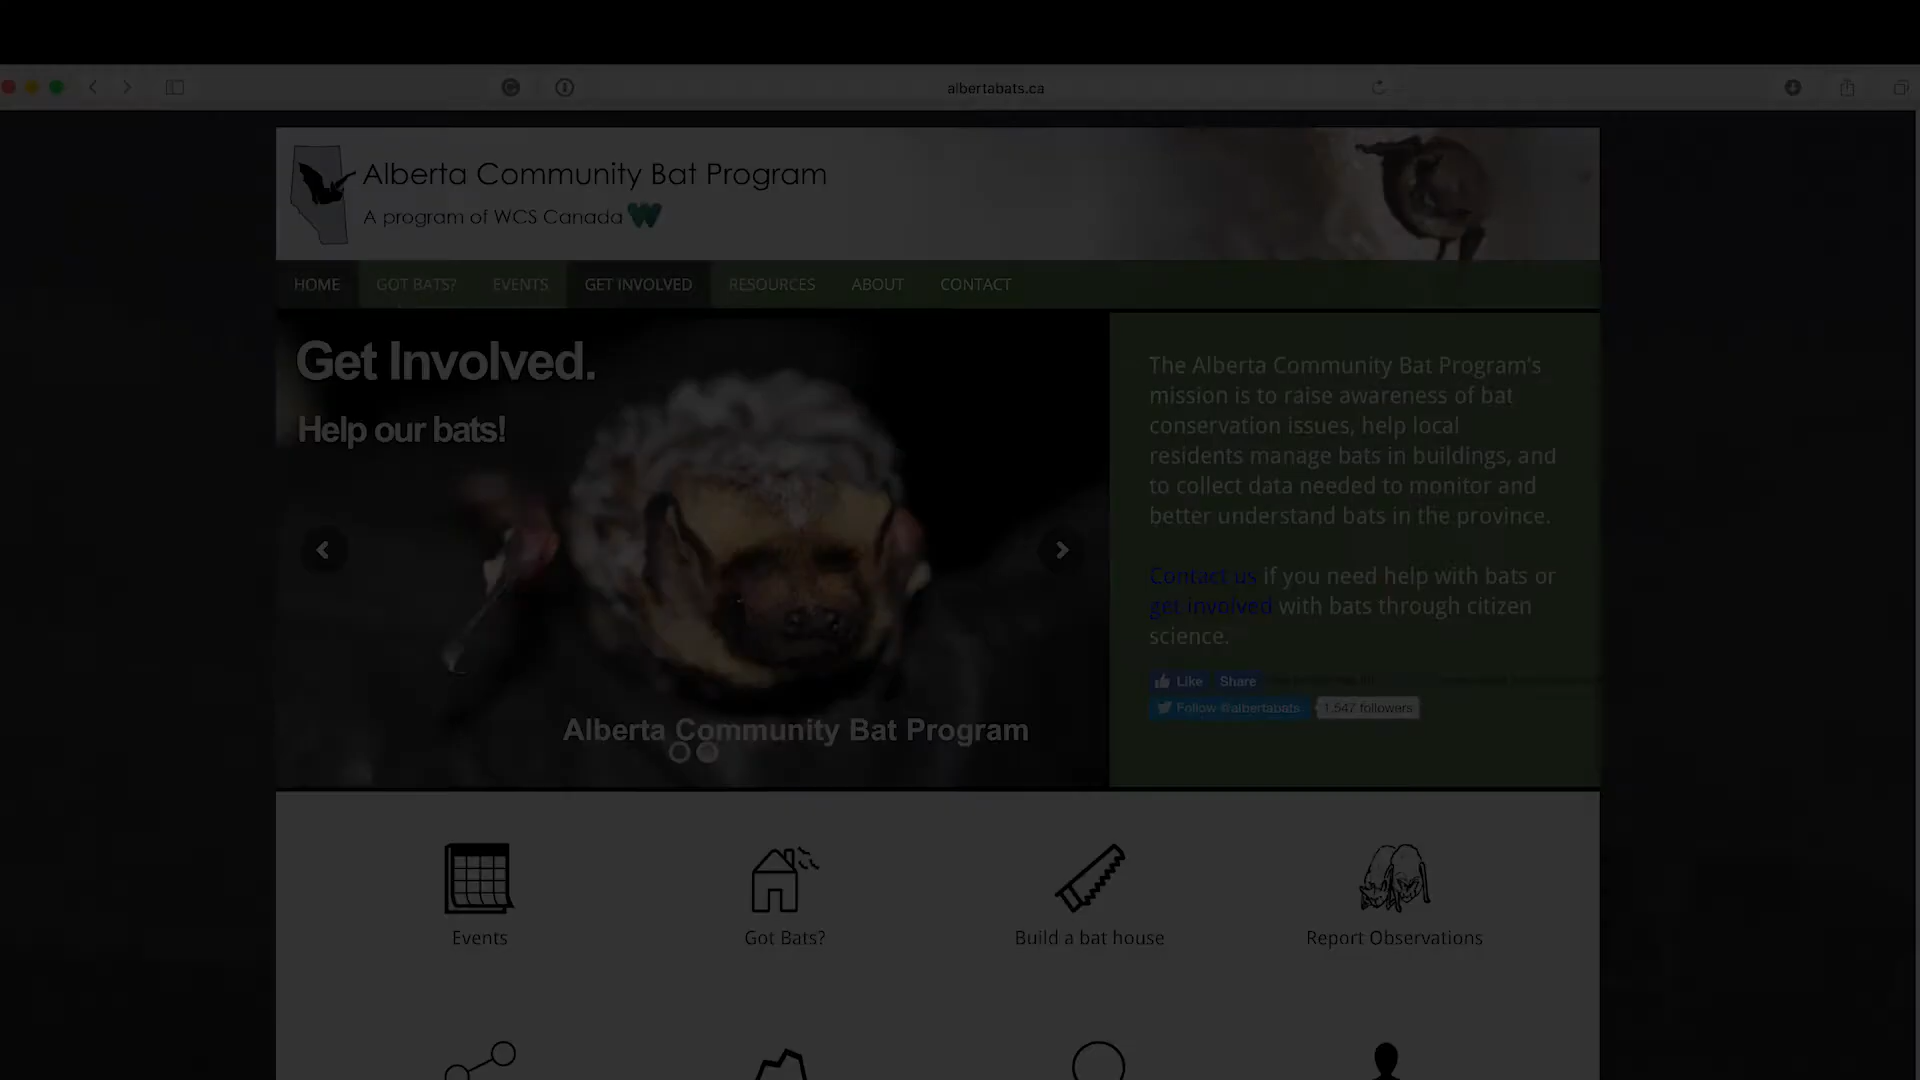 albertabats.ca
Alberta Community Bat Program
A program of WCS Canada
HOME GOT BATS? EVENTS GET INVOLVED RESOURCES ABOUT CONTACT
Get Involved.
Help our bats!
Alberta Community Bat Program
The Alberta Community Bat Program's
mission is to raise awareness of bat
conservation issues, help local
residents manage bats in buildings, and
to collect data needed to monitor and
better understand bats in the province.
Contact us if you need help with bats or
get involved with bats through citizen
science.
Like Share
Follow @albertabats 1,547 followers
Events Got Bats? Build a bat house Report Observations